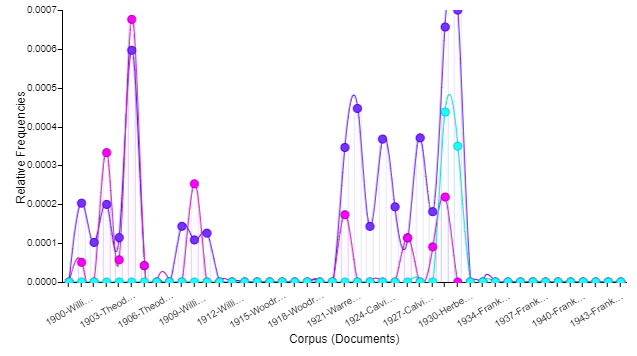 0.0007
0.0006
0.0005
0.0004
0.0003
0.0002
0.0001
0.0000
Relative Frequencies
1900-Willi...
1903-Theod...
1906-Theod...
1909-Willi...
1912-Willi...
1915-Woodr...
1918-Woodr...
1921-Warre...
1924-Calvi...
1927-Calvi...
1930-Herbe...
1934-Frank...
1937-Frank...
1940-Frank...
1943-Frank...
Corpus (Documents)